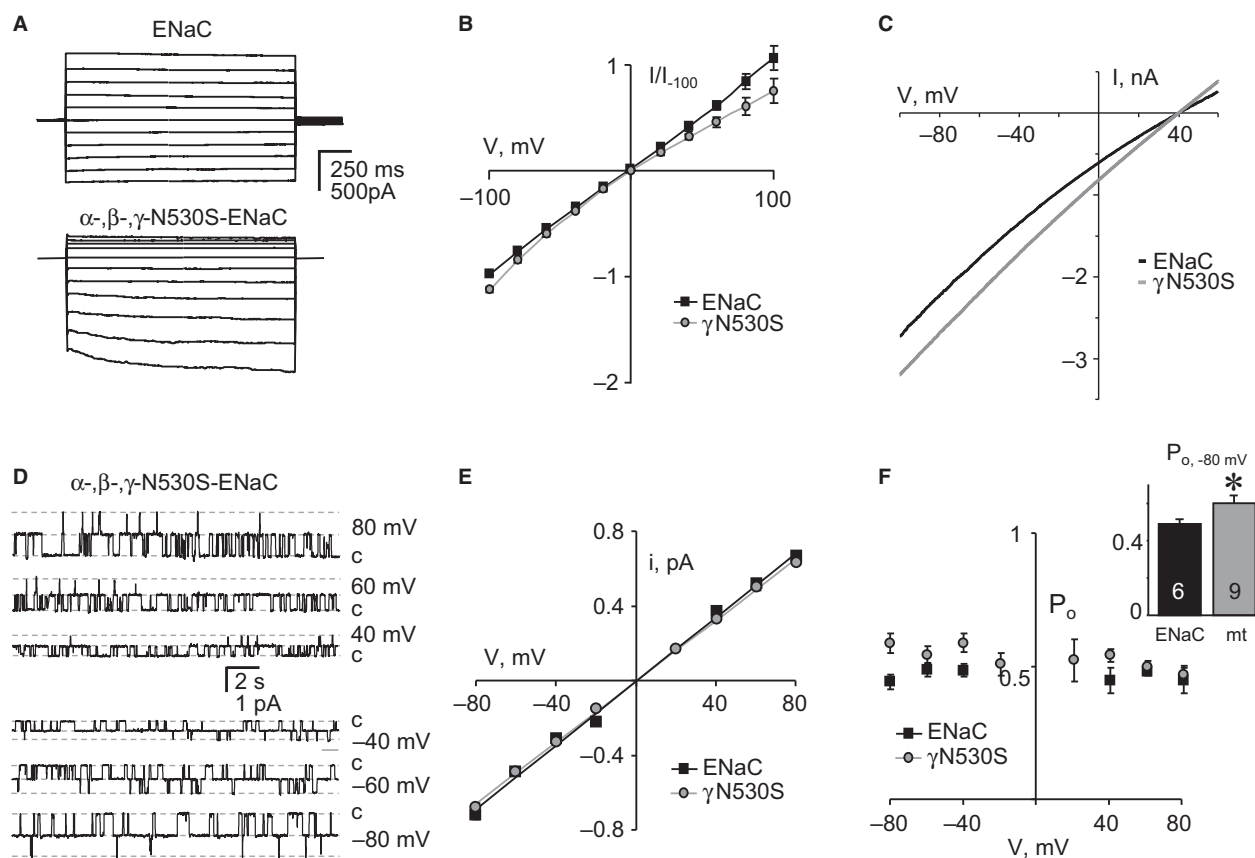 A
ENaC
250 ms
500pA
α-,β-,γ-N530S-ENaC
B
1
I/I-100
V, mV
−100
100
−1
ENaC
γN530S
−2
C
I, nA
V, mV
−80
−40
40
ENaC
−2
γN530S
−3
D
α-,β-,γ-N530S-ENaC
80 mV
c
60 mV
c
40 mV
c
2 s
1 pA
c
−40 mV
c
−60 mV
c
−80 mV
E
0.8
i, pA
0.4
V, mV
−80
−40
40
80
−0.4
ENaC
γN530S
−0.8
F
Po, -80 mV
*
1
0.4
Po
6
9
0
ENaC
mt
0.5
ENaC
γN530S
−80
−40
40
80
V, mV